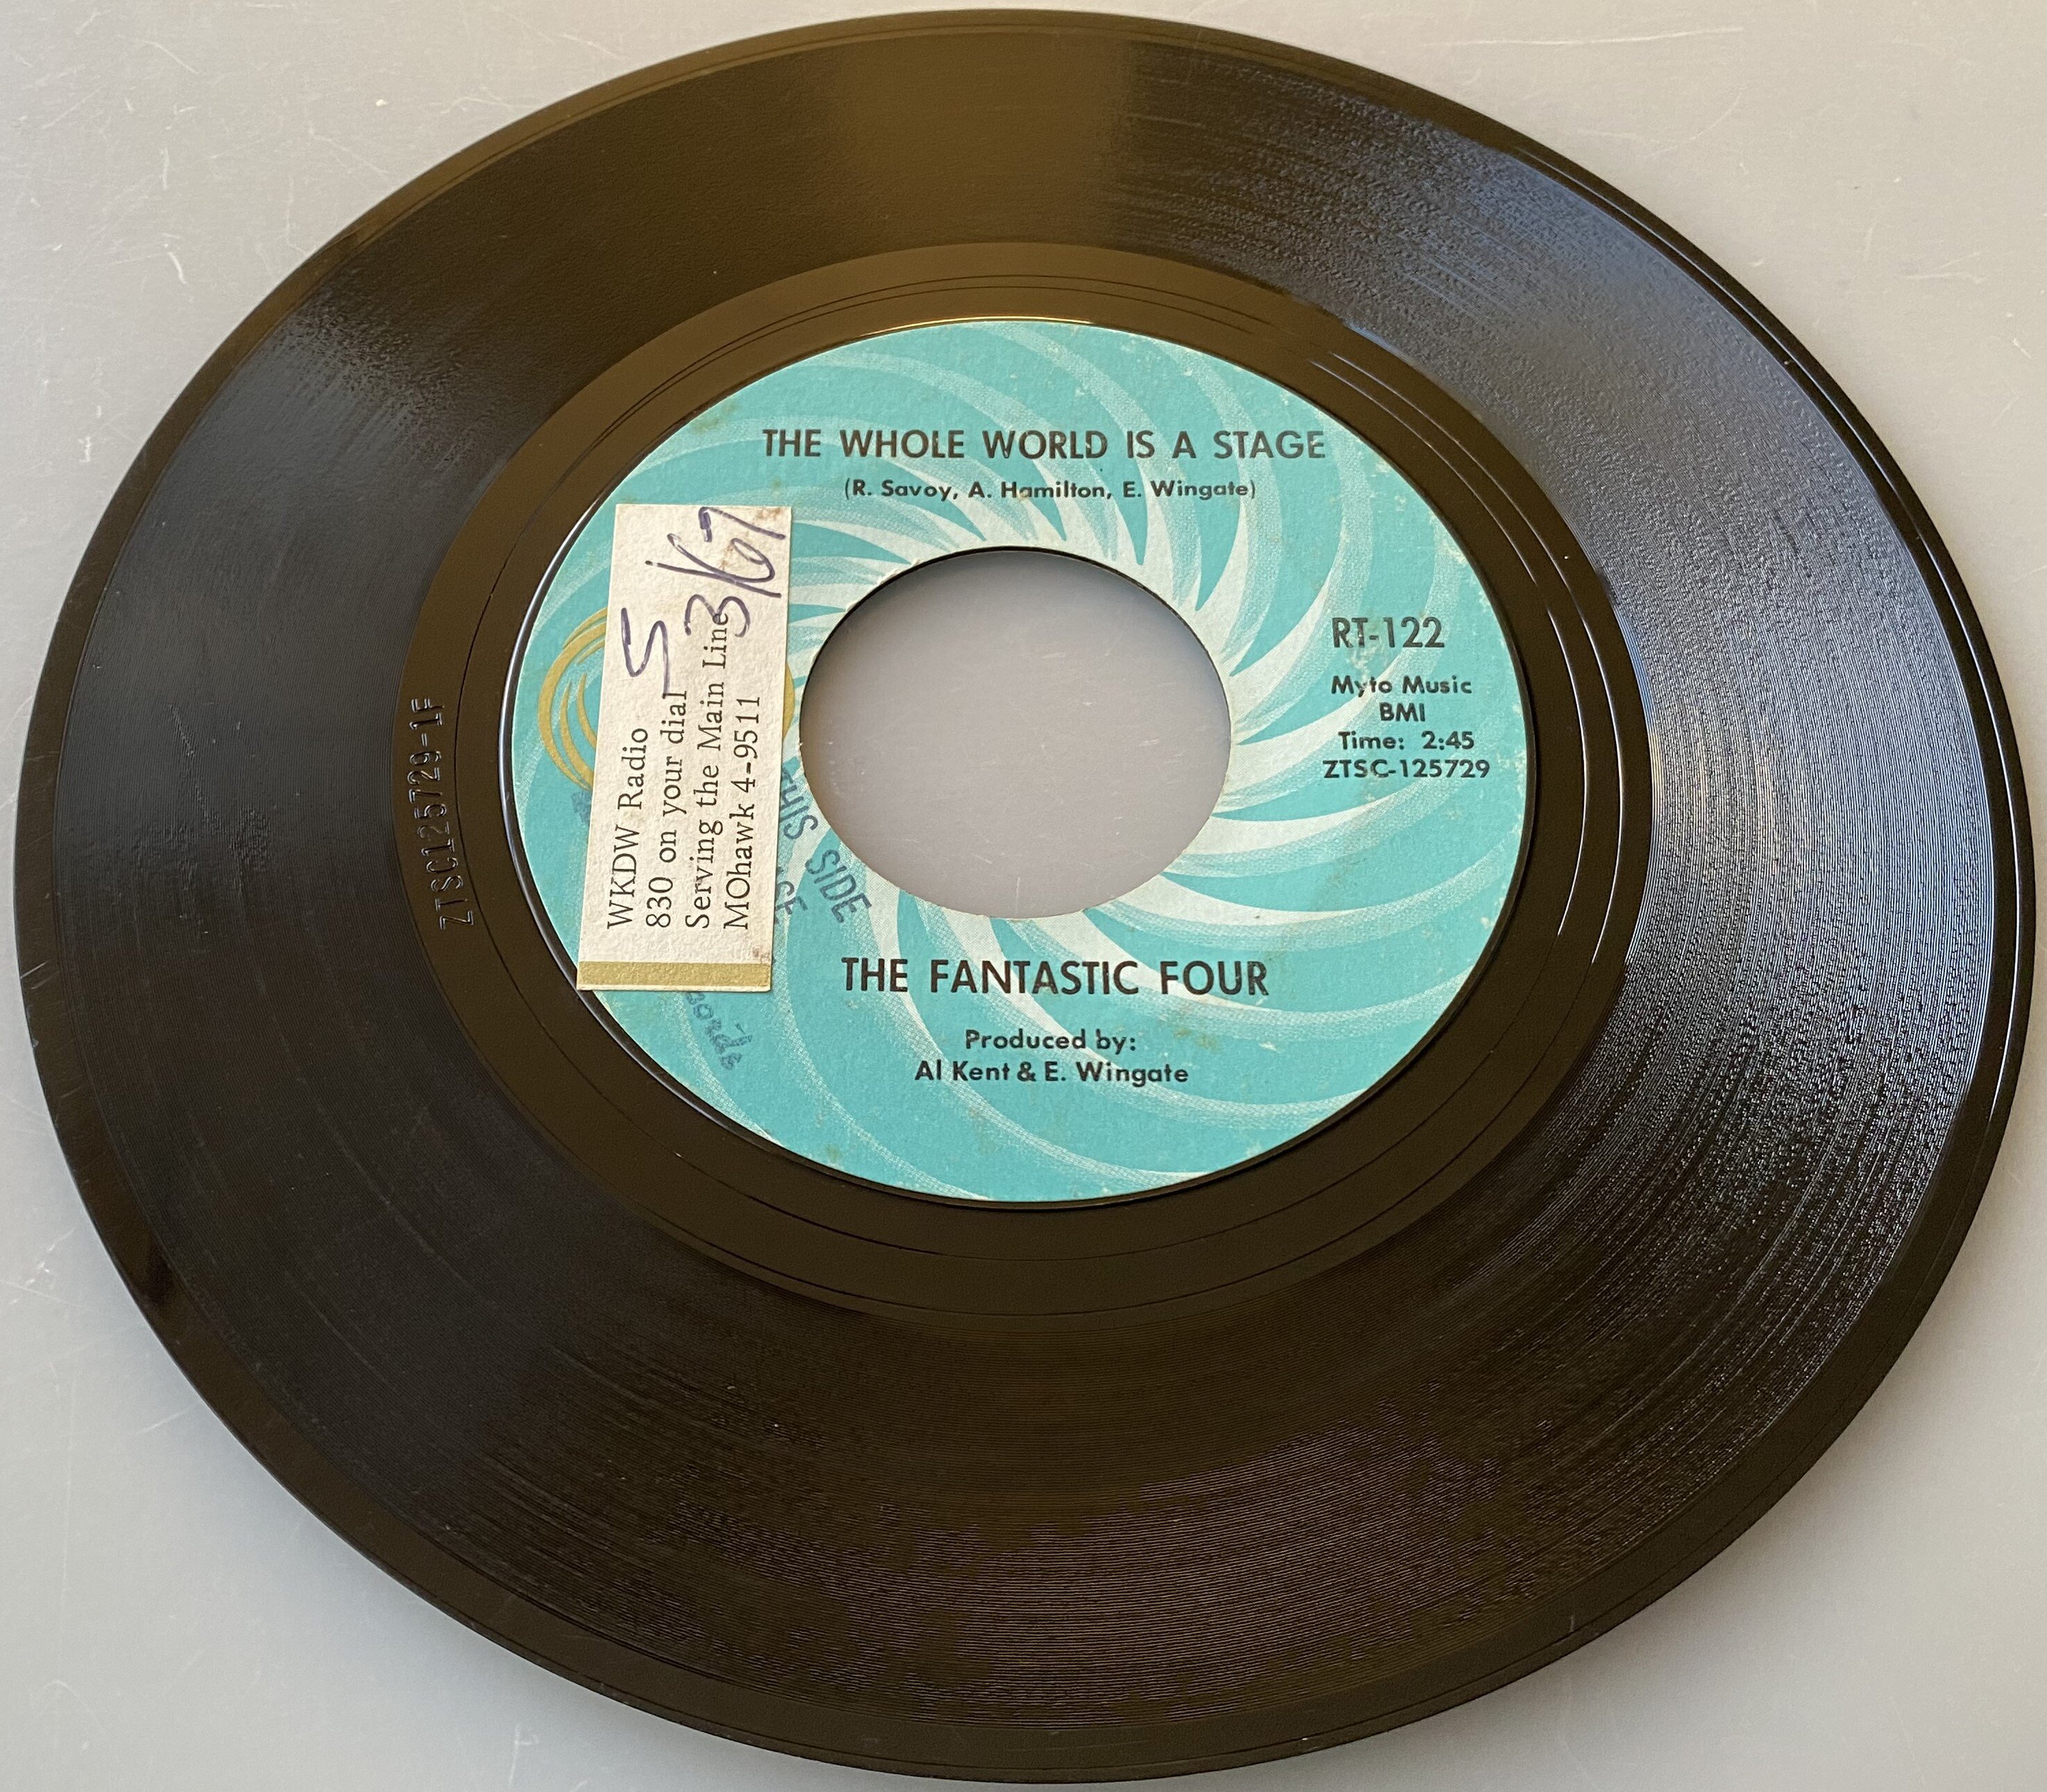 THE WHOLE WORLD IS A STAGE
(R. Savoy, A. Hamilton, E. Wingate)
5
3/67
WKDW Radio
830 on your dial
Serving the Main Line
MOhawk 4-9511
THIS SIDE
RT-122
Myto Music
BMI
Time: 2:45
ZTSC-125729
THE FANTASTIC FOUR
Produced by:
Al Kent & E. Wingate
ZTSC125729-1F